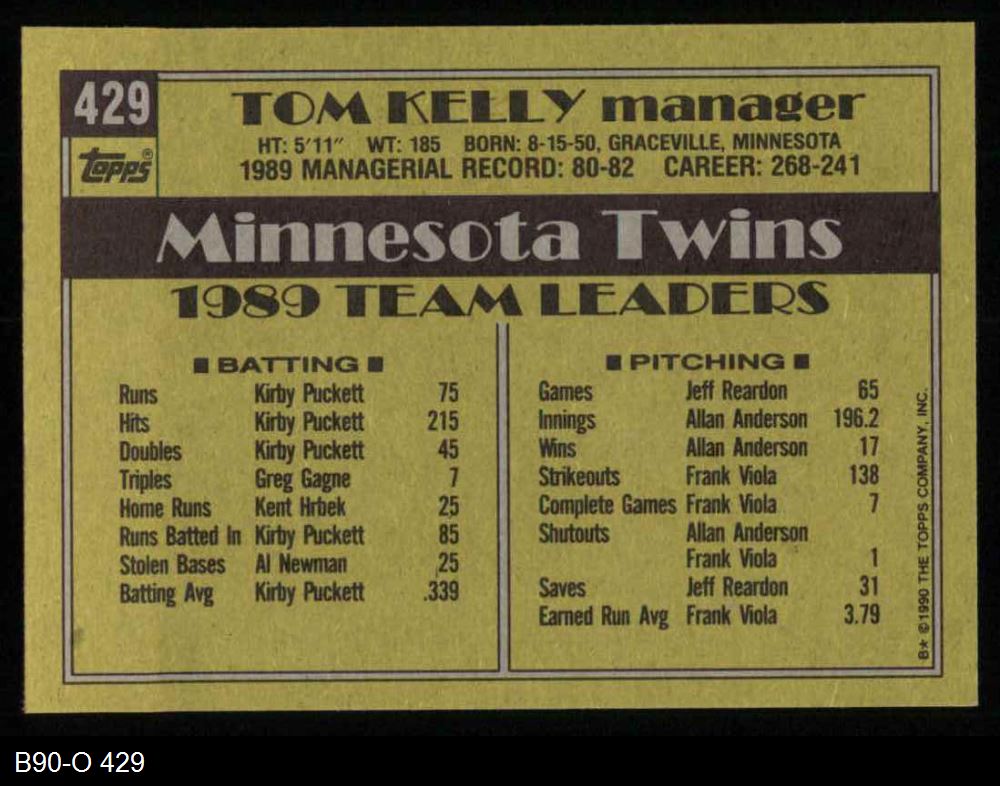 429
topps®
TOM KELLY manager
HT: 5'11" WT: 185 BORN: 8-15-50, GRACEVILLE, MINNESOTA
1989 MANAGERIAL RECORD: 80-82 CAREER: 268-241
Minnesota Twins
1989 TEAM LEADERS
■ BATTING ■
Runs Kirby Puckett 75
Hits Kirby Puckett 215
Doubles Kirby Puckett 45
Triples Greg Gagne 7
Home Runs Kent Hrbek 25
Runs Batted In Kirby Puckett 85
Stolen Bases Al Newman 25
Batting Avg Kirby Puckett .339
■ PITCHING ■
Games Jeff Reardon 65
Innings Allan Anderson 196.2
Wins Allan Anderson 17
Strikeouts Frank Viola 138
Complete Games Frank Viola 7
Shutouts Allan Anderson
Frank Viola 1
Saves Jeff Reardon 31
Earned Run Avg Frank Viola 3.79
B* ©1990 THE TOPPS COMPANY, INC.
B90-O 429